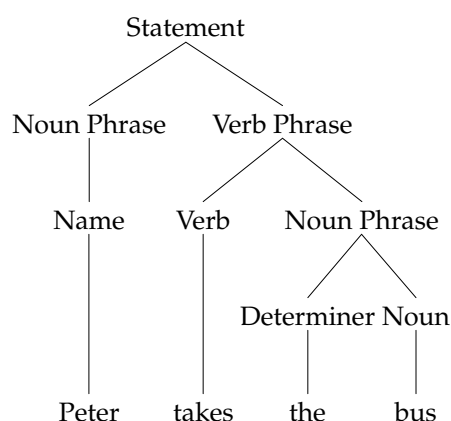 Statement
Noun Phrase Verb Phrase
Name Verb Noun Phrase
Determiner Noun
Peter takes the bus